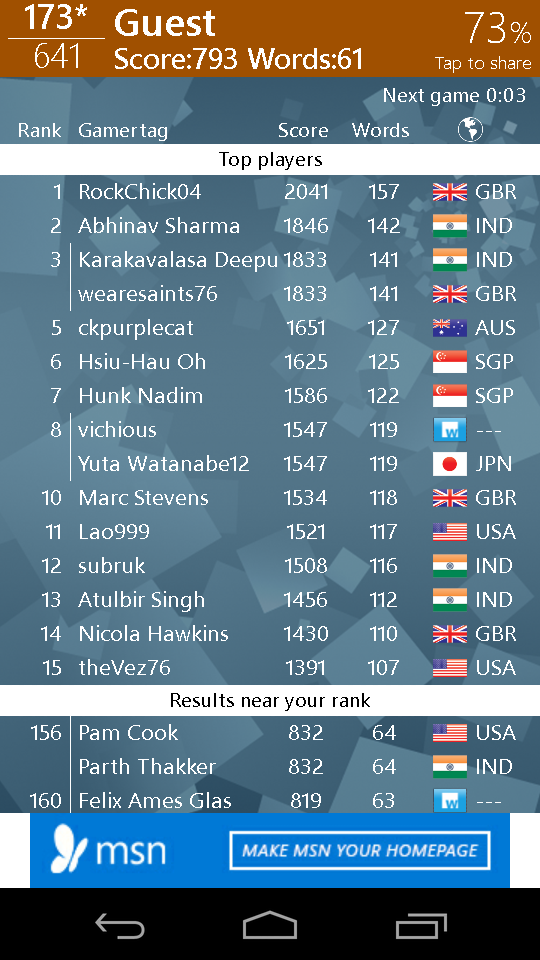 173* Guest 73%
641 Score:793 Words:61 Tap to share
Next game 0:03
Rank Gamertag Score Words
Top players
1 RockChick04 2041 157 GBR
2 Abhinav Sharma 1846 142 IND
3 Karakavalasa Deepu 1833 141 IND
wearesaints76 1833 141 GBR
5 ckpurplecat 1651 127 AUS
6 Hsiu-Hau Oh 1625 125 SGP
7 Hunk Nadim 1586 122 SGP
8 vichious 1547 119 w ---
Yuta Watanabe12 1547 119 JPN
10 Marc Stevens 1534 118 GBR
11 Lao999 1521 117 USA
12 subruk 1508 116 IND
13 Atulbir Singh 1456 112 IND
14 Nicola Hawkins 1430 110 GBR
15 theVez76 1391 107 USA
Results near your rank
156 Pam Cook 832 64 USA
Parth Thakker 832 64 IND
160 Felix Ames Glas 819 63 w ---
msn MAKE MSN YOUR HOMEPAGE